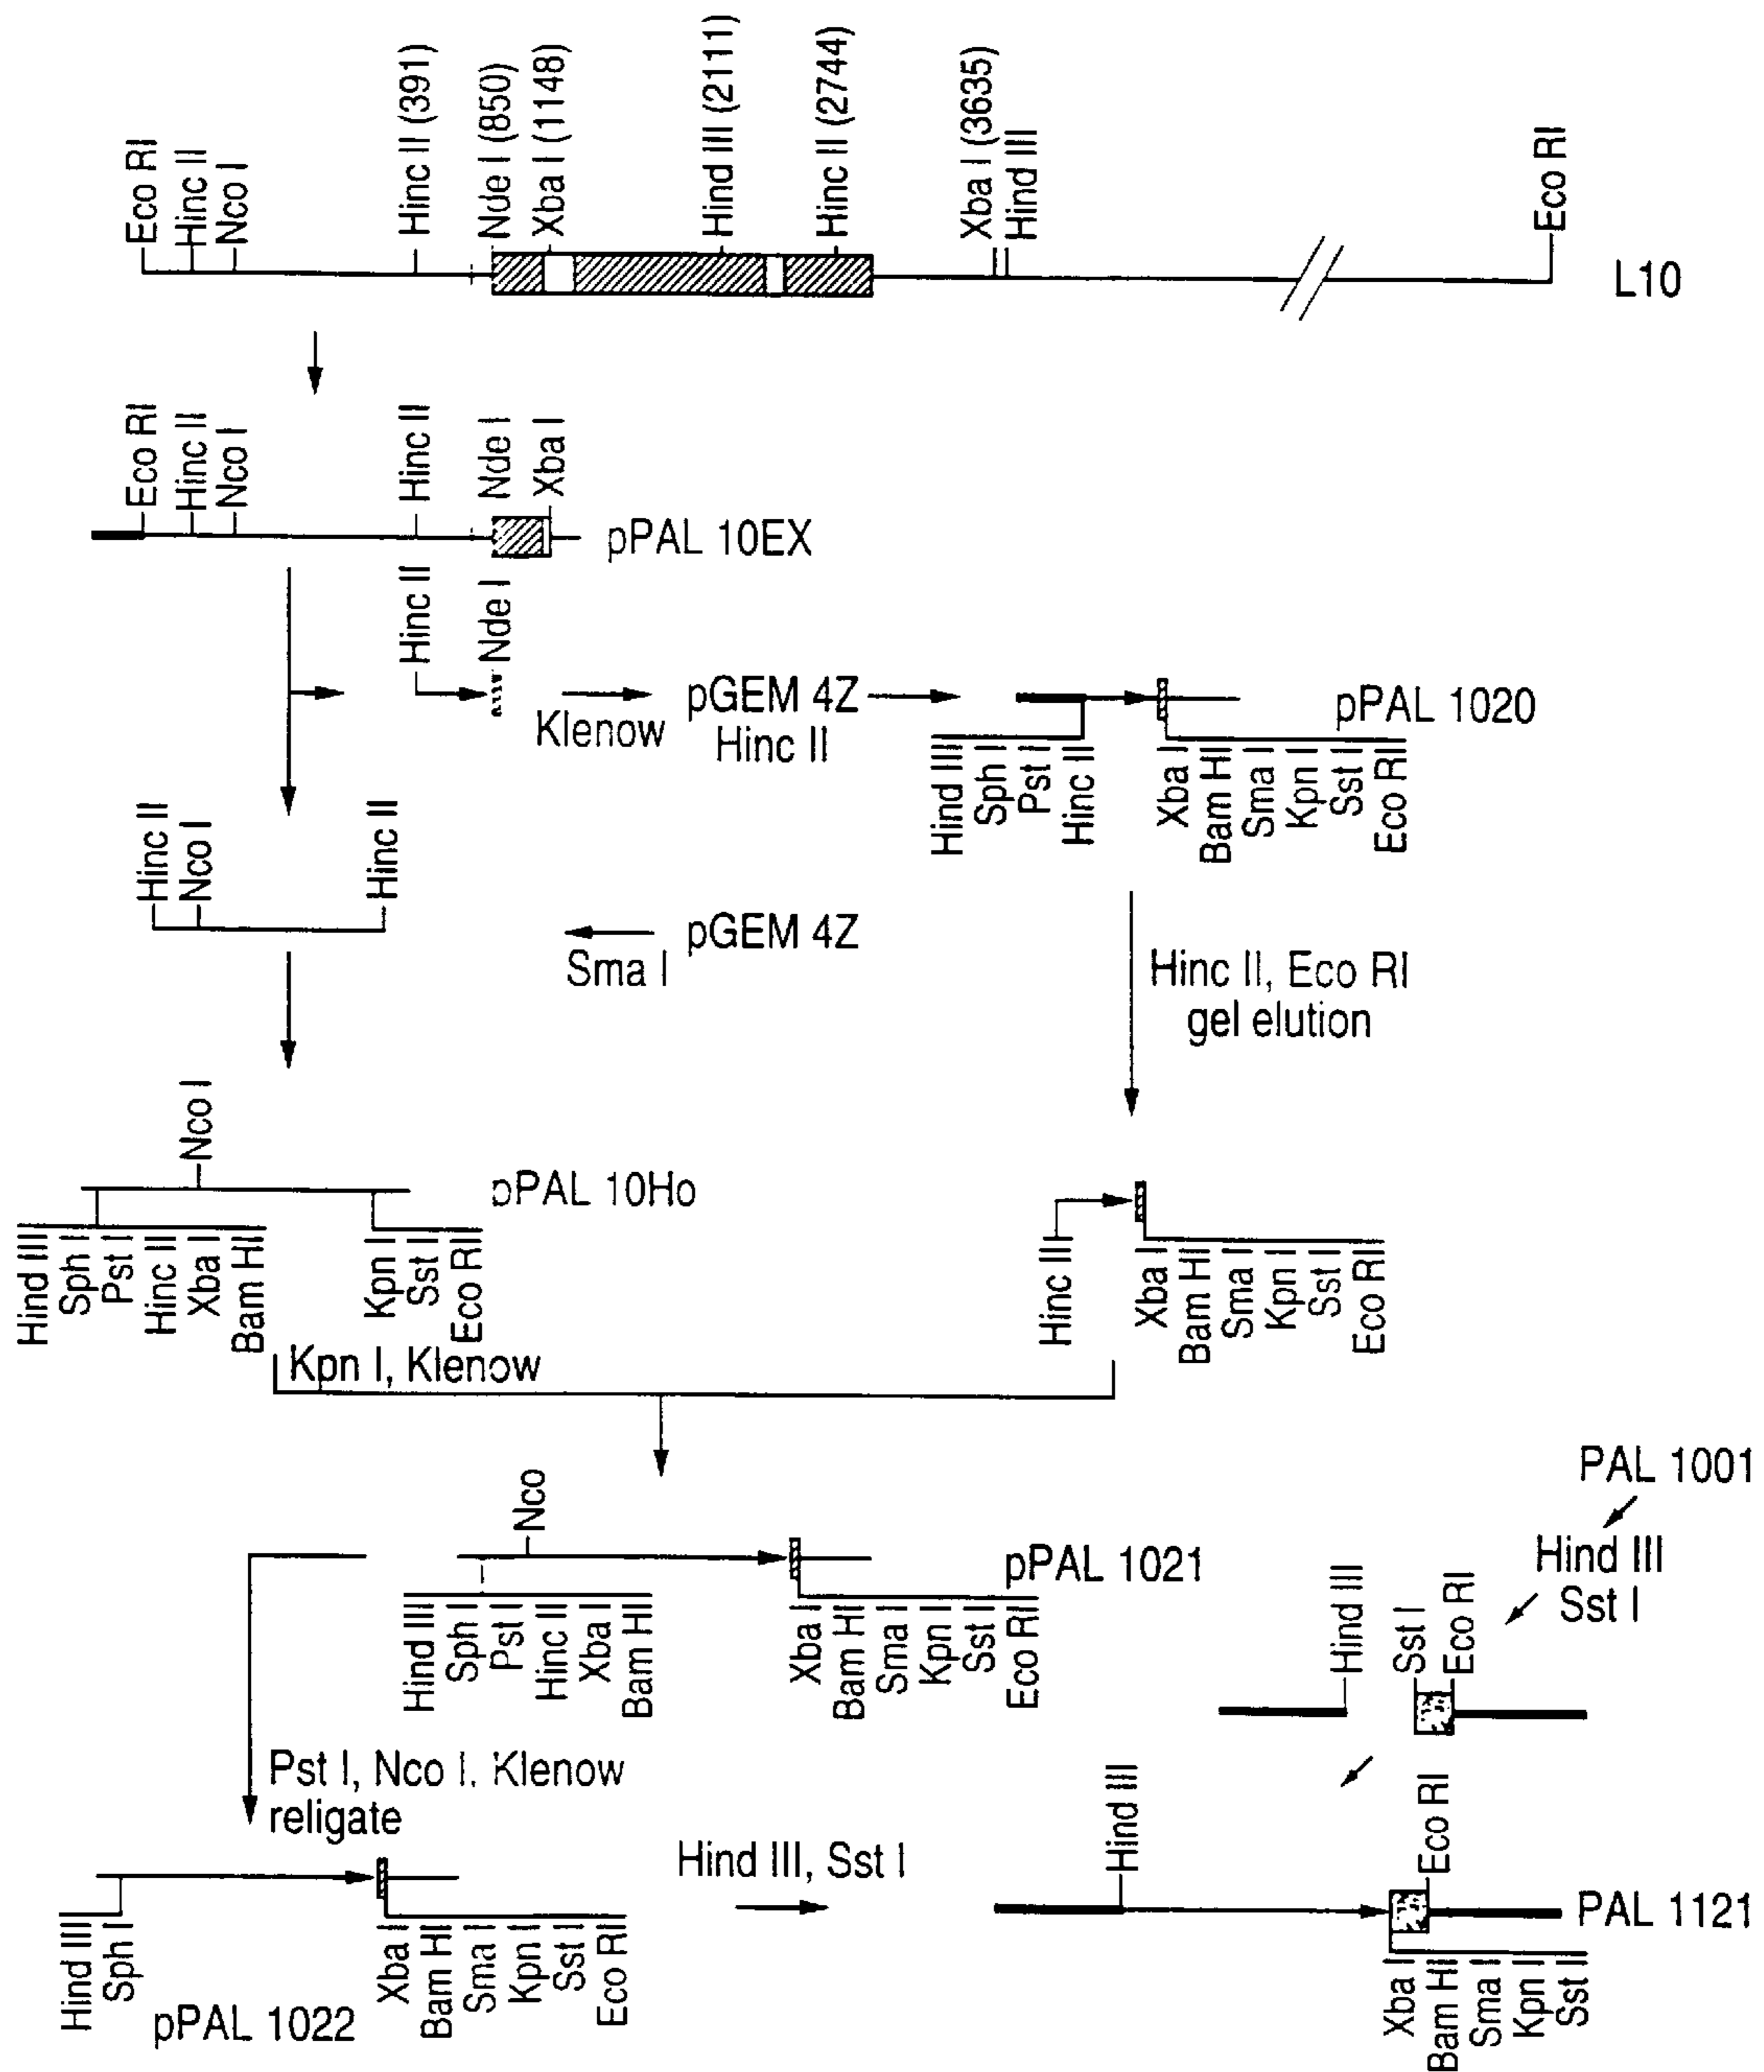 Eco RI
Hinc II
Nco I
Hinc II (391)
Nde I (850)
Xba I (1148)
Hind III (2111)
Hinc II (2744)
Xba I (3635)
Hind III
Eco RI
L10
Eco RI
Hinc II
Nco I
Hinc II
Nde I
Xba I
pPAL 10EX
Hinc II
Nde I
Klenow
pGEM 4Z
Hinc II
pPAL 1020
Hind III
Sph I
Pst I
Hinc II
Xba I
Bam HI
Sma I
Kpn I
Sst I
Eco RI
Hinc II
Nco I
Hinc II
pGEM 4Z
Sma I
Hinc II, Eco RI
gel elution
Nco I
pPAL 10Ho
Hind III
Sph I
Pst I
Hinc II
Xba I
Bam HI
Kpn I
Sst I
Eco RI
Hinc II
Xba I
Bam HI
Sma I
Kpn I
Sst I
Eco RI
Kpn I, Klenow
Nco
pPAL 1021
Hind III
Sph I
Pst I
Hinc II
Xba I
Bam HI
Xba I
Bam HI
Sma I
Kpn I
Sst I
Eco RI
PAL 1001
Hind III
Sst I
Hind III
Sst I
Eco RI
Pst I, Nco I, Klenow
religate
Hind III
Sph I
Xba I
Bam HI
Sma I
Kpn I
Sst I
Eco RI
pPAL 1022
Hind III, Sst I
Hind III
Eco RI
PAL 1121
Xba I
Bam HI
Sma I
Kpn I
Sst I